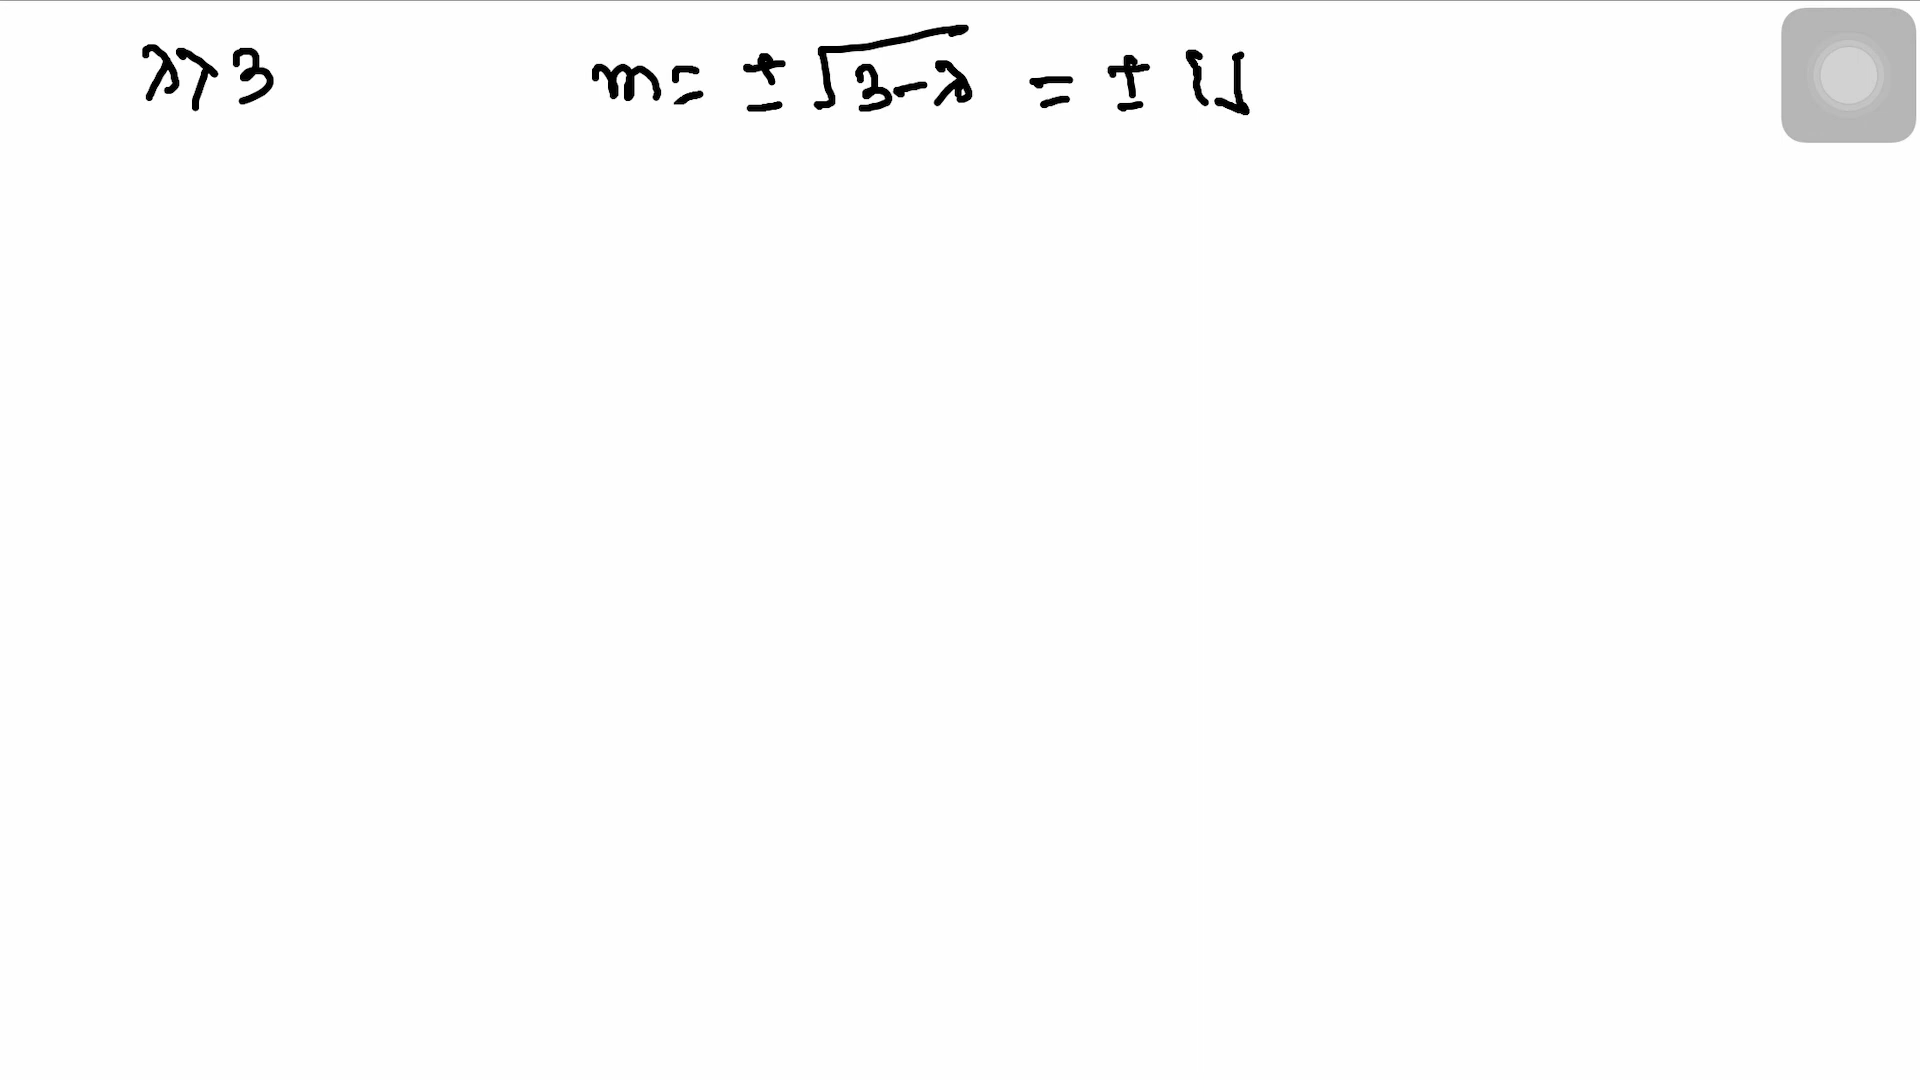 λ>3 m= ± √3-λ = ± i√